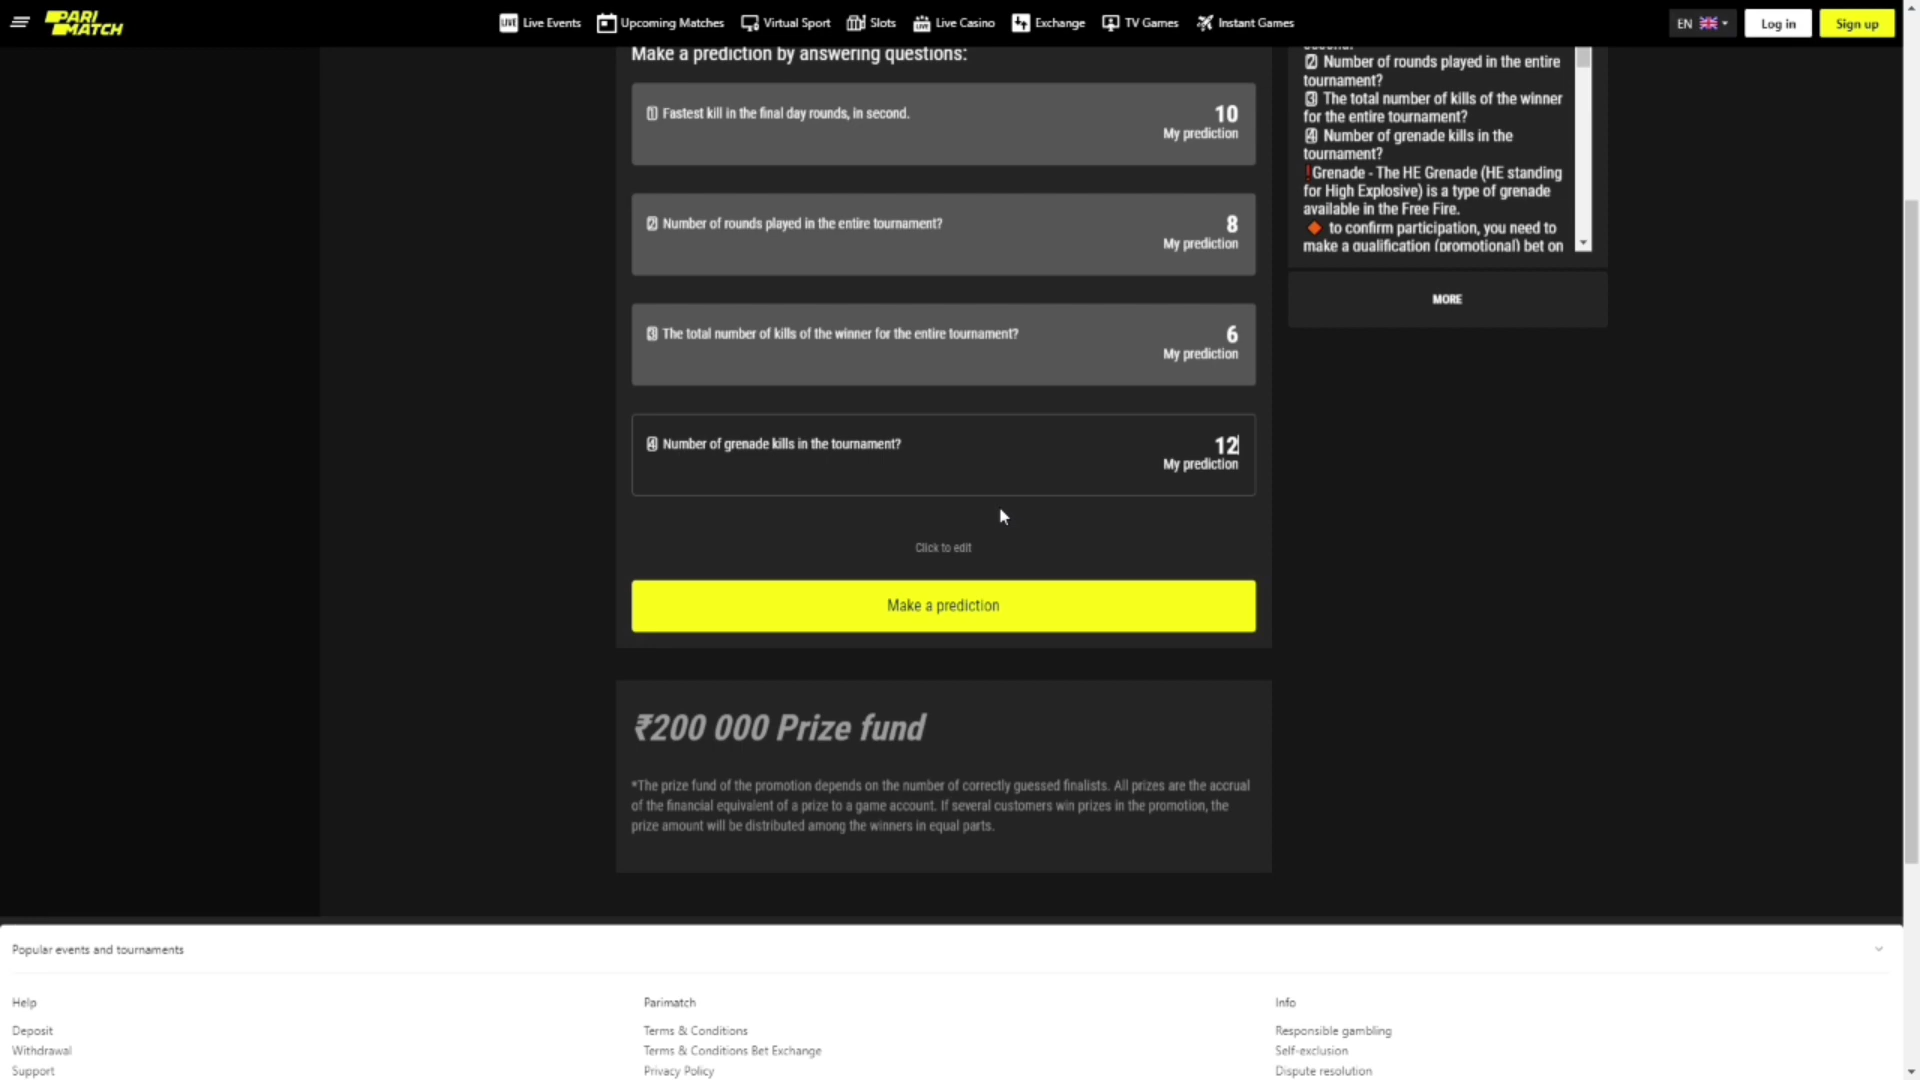 PARI
MATCH
LIVE Live Events
Upcoming Matches
Virtual Sport
Slots
LIVE Live Casino
Exchange
TV Games
Instant Games
EN
Log in
Sign up
Make a prediction by answering questions:
1 Fastest kill in the final day rounds, in second.
10
My prediction
2 Number of rounds played in the entire tournament?
8
My prediction
3 The total number of kills of the winner for the entire tournament?
6
My prediction
4 Number of grenade kills in the tournament?
12
My prediction
Click to edit
Make a prediction
₹200 000 Prize fund
*The prize fund of the promotion depends on the number of correctly guessed finalists. All prizes are the accrual
of the financial equivalent of a prize to a game account. If several customers win prizes in the promotion, the
prize amount will be distributed among the winners in equal parts.
second.
2 Number of rounds played in the entire
tournament?
3 The total number of kills of the winner
for the entire tournament?
4 Number of grenade kills in the
tournament?
❗Grenade - The HE Grenade (HE standing
for High Explosive) is a type of grenade
available in the Free Fire.
🔶 to confirm participation, you need to
make a qualification (promotional) bet on
MORE
Popular events and tournaments
Help
Deposit
Withdrawal
Support
Parimatch
Terms & Conditions
Terms & Conditions Bet Exchange
Privacy Policy
Info
Responsible gambling
Self-exclusion
Dispute resolution